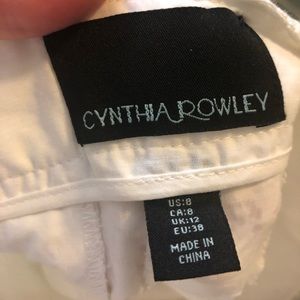 CYNTHIA ROWLEY
US:8
CA:8
UK:12
EU:38
MADE IN
CHINA